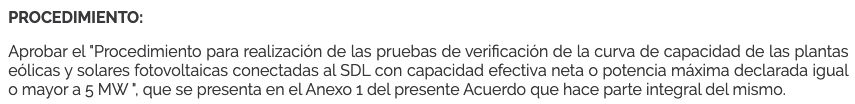 PROCEDIMIENTO:
Aprobar el "Procedimiento para realización de las pruebas de verificación de la curva de capacidad de las plantas
eólicas y solares fotovoltaicas conectadas al SDL con capacidad efectiva neta o potencia máxima declarada igual
o mayor a 5 MW ", que se presenta en el Anexo 1 del presente Acuerdo que hace parte integral del mismo.